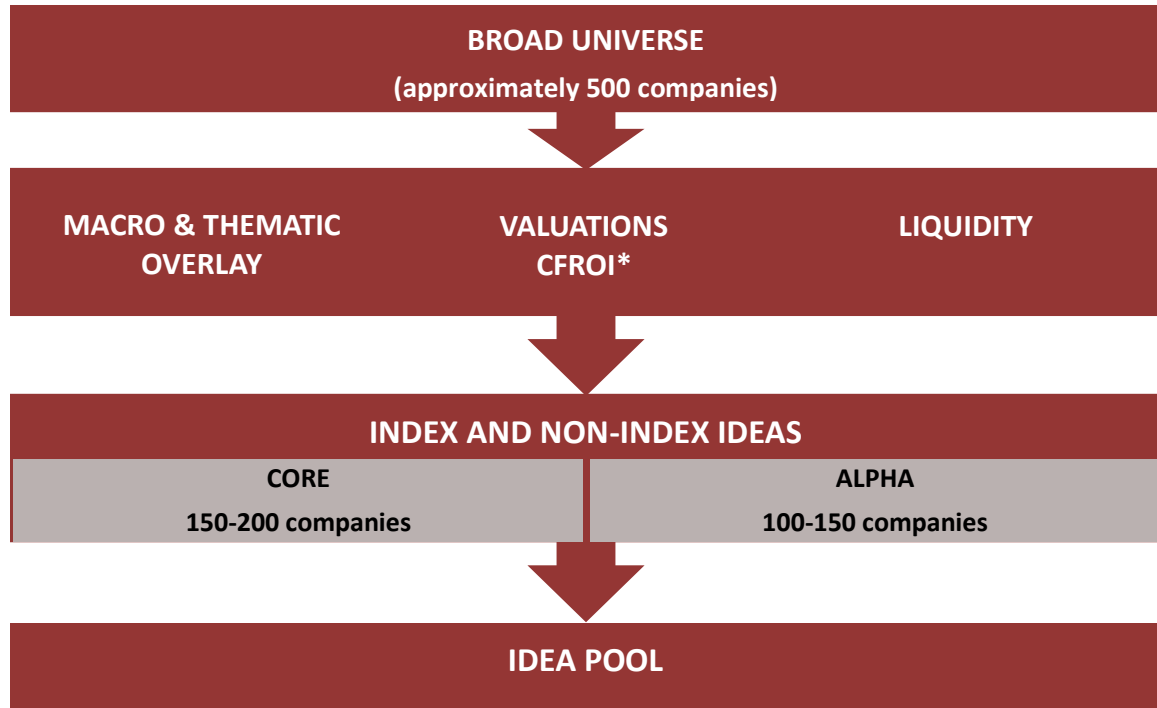 BROAD UNIVERSE
(approximately 500 companies)
MACRO & THEMATIC
OVERLAY
VALUATIONS
CFROI*
LIQUIDITY
INDEX AND NON-INDEX IDEAS
CORE
150-200 companies
ALPHA
100-150 companies
IDEA POOL